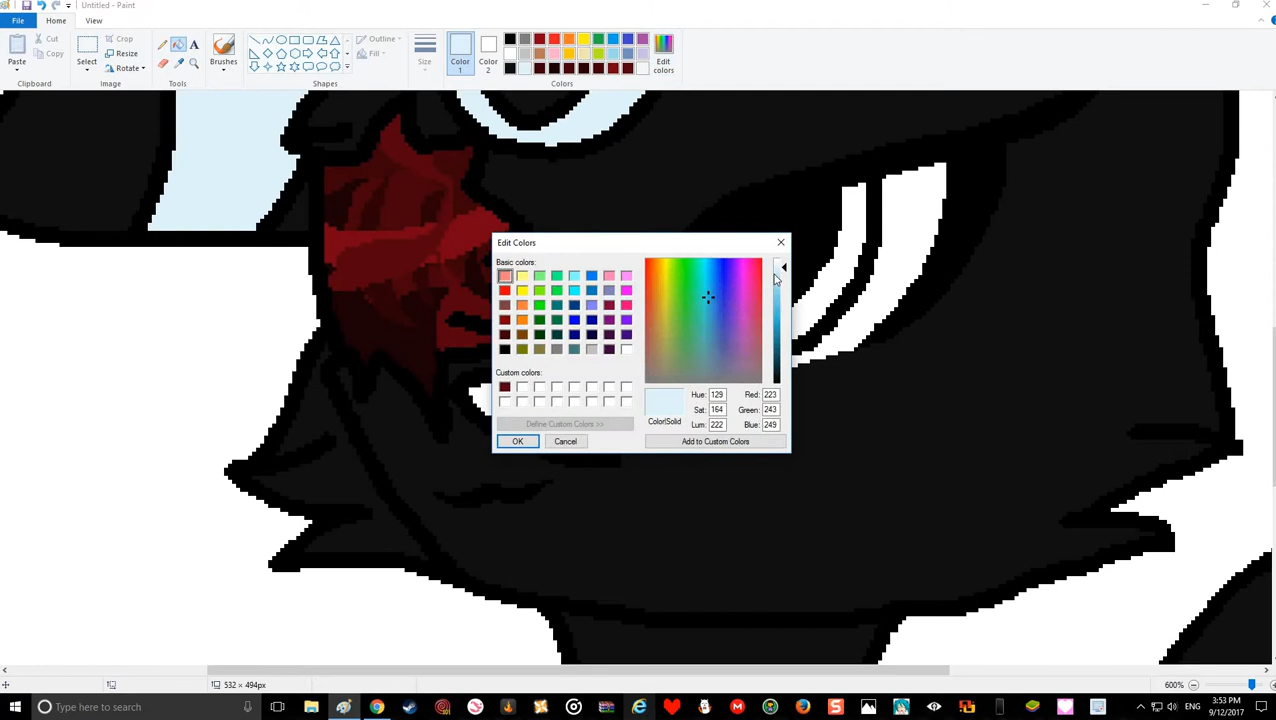 Untitled - Paint
File
Home
View
Paste
Cut
Copy
Clipboard
Select
Crop
Resize
Rotate
Image
Tools
Brushes
Shapes
Outline
Fill
Size
Color
1
Color
2
Edit
colors
Colors
Edit Colors
Basic colors:
Custom colors:
Define Custom Colors >>
OK
Cancel
Color|Solid
Hue: 129
Sat: 164
Lum: 222
Red: 223
Green: 243
Blue: 249
Add to Custom Colors
532 × 494px
600%
Type here to search
ENG
3:53 PM
9/12/2017